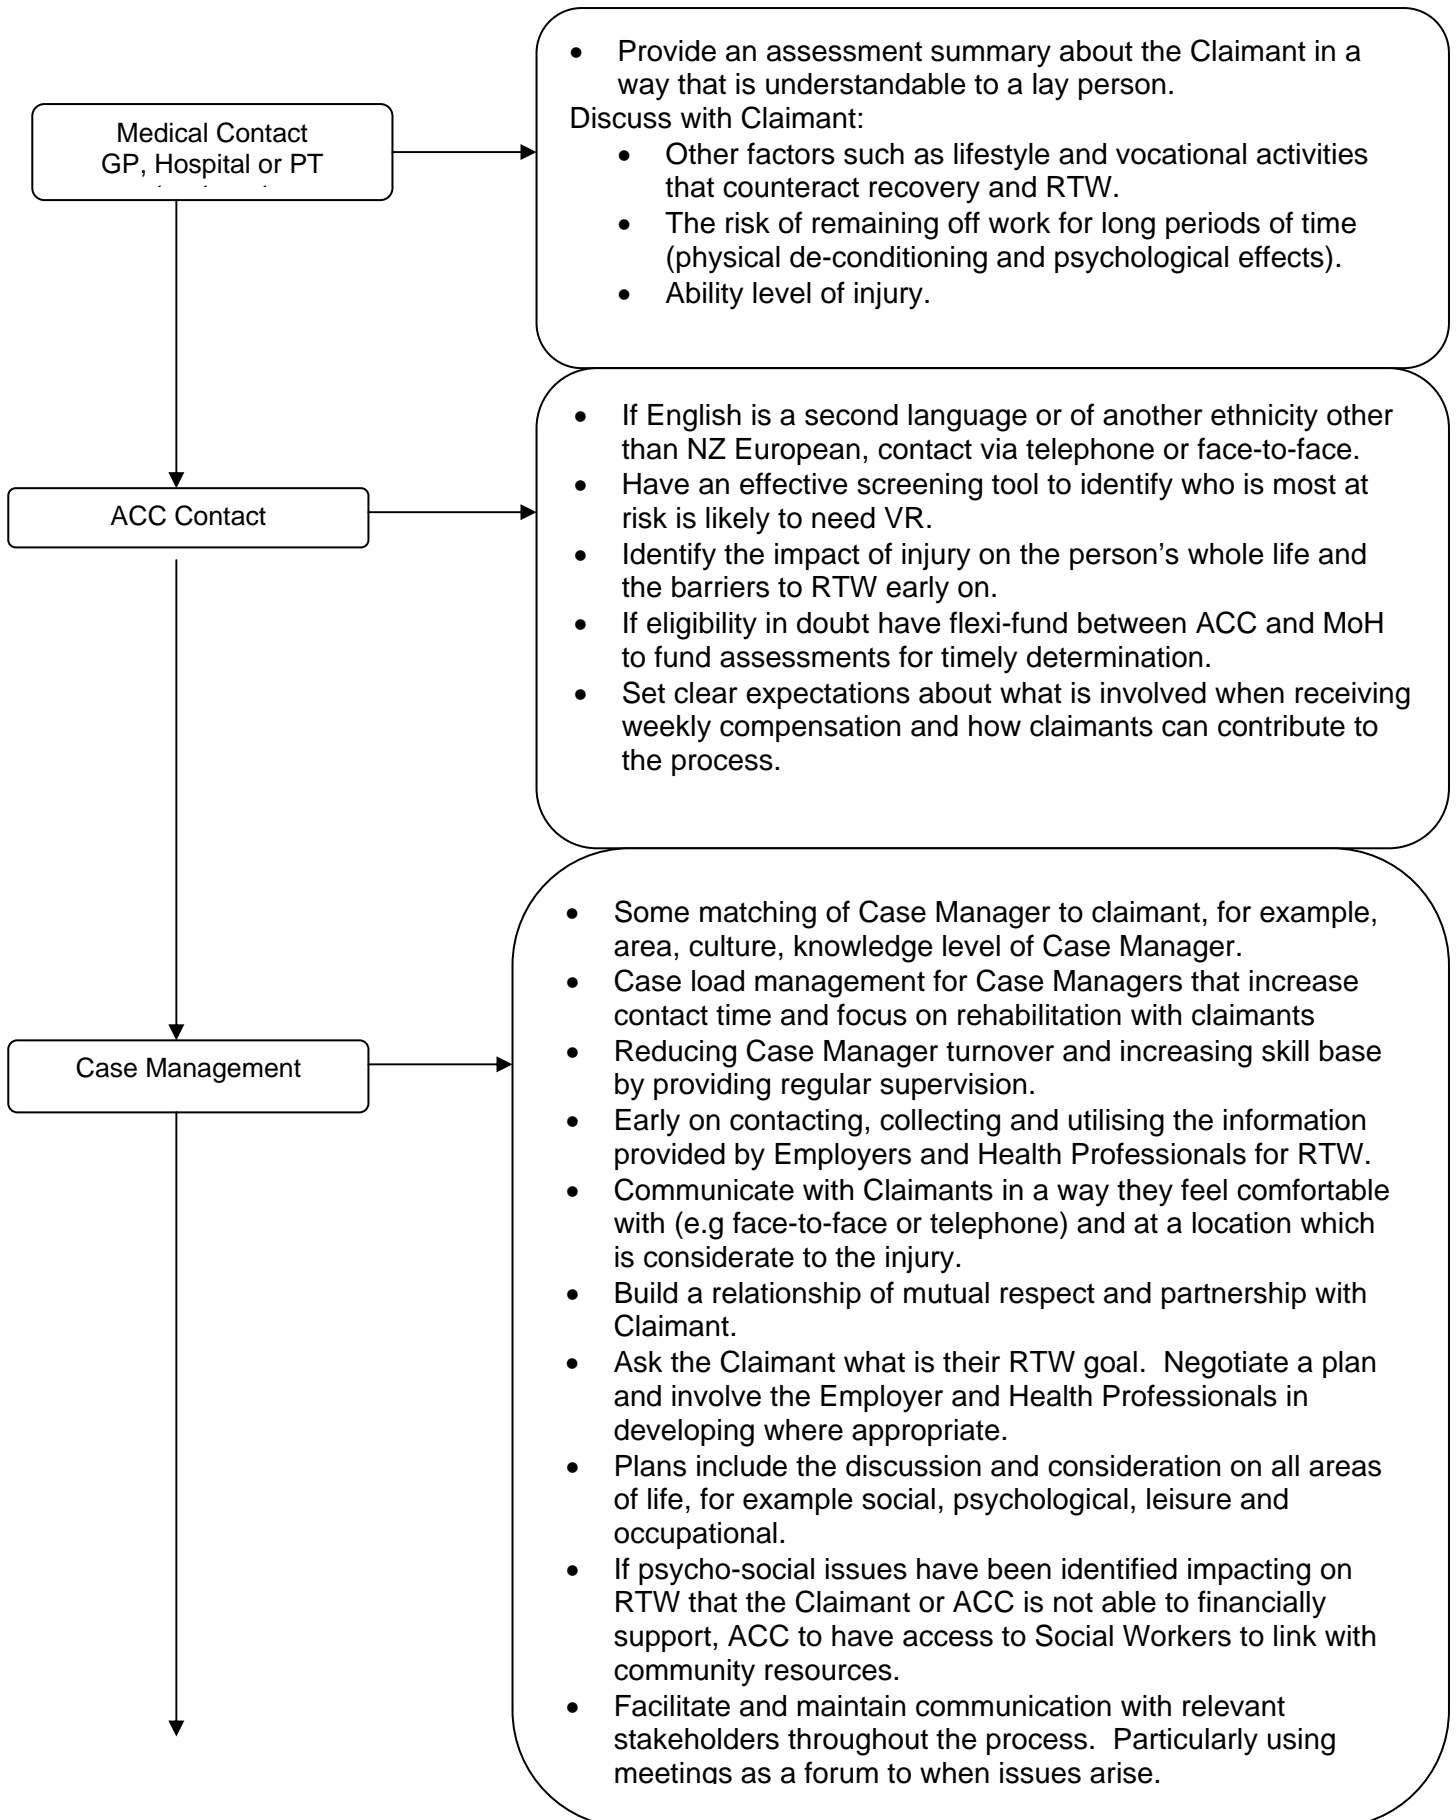 Medical Contact
GP, Hospital or PT
• Provide an assessment summary about the Claimant in a
way that is understandable to a lay person.
Discuss with Claimant:
• Other factors such as lifestyle and vocational activities
that counteract recovery and RTW.
• The risk of remaining off work for long periods of time
(physical de-conditioning and psychological effects).
• Ability level of injury.
ACC Contact
• If English is a second language or of another ethnicity other
than NZ European, contact via telephone or face-to-face.
• Have an effective screening tool to identify who is most at
risk is likely to need VR.
• Identify the impact of injury on the person's whole life and
the barriers to RTW early on.
• If eligibility in doubt have flexi-fund between ACC and MoH
to fund assessments for timely determination.
• Set clear expectations about what is involved when receiving
weekly compensation and how claimants can contribute to
the process.
Case Management
• Some matching of Case Manager to claimant, for example,
area, culture, knowledge level of Case Manager.
• Case load management for Case Managers that increase
contact time and focus on rehabilitation with claimants
• Reducing Case Manager turnover and increasing skill base
by providing regular supervision.
• Early on contacting, collecting and utilising the information
provided by Employers and Health Professionals for RTW.
• Communicate with Claimants in a way they feel comfortable
with (e.g face-to-face or telephone) and at a location which
is considerate to the injury.
• Build a relationship of mutual respect and partnership with
Claimant.
• Ask the Claimant what is their RTW goal.  Negotiate a plan
and involve the Employer and Health Professionals in
developing where appropriate.
• Plans include the discussion and consideration on all areas
of life, for example social, psychological, leisure and
occupational.
• If psycho-social issues have been identified impacting on
RTW that the Claimant or ACC is not able to financially
support, ACC to have access to Social Workers to link with
community resources.
• Facilitate and maintain communication with relevant
stakeholders throughout the process.  Particularly using
meetings as a forum to when issues arise.